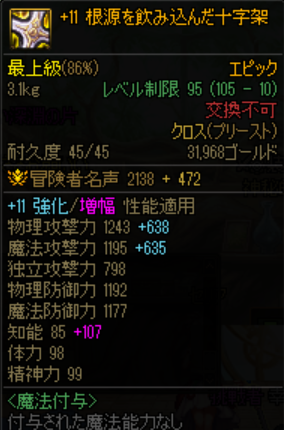 +11 根源を飲み込んだ十字架
最上級(86%) エピック
3.1kg レベル制限 95 (105 - 10)
交換不可
クロス(プリースト)
耐久度 45/45 31,968ゴールド
冒険者名声 2138 + 472
+11 強化/増幅 性能適用
物理攻撃力 1243 +638
魔法攻撃力 1195 +635
独立攻撃力 798
物理防御力 1192
魔法防御力 1177
知能 85 +107
体力 98
精神力 99
<魔法付与>
付与された魔法能力なし